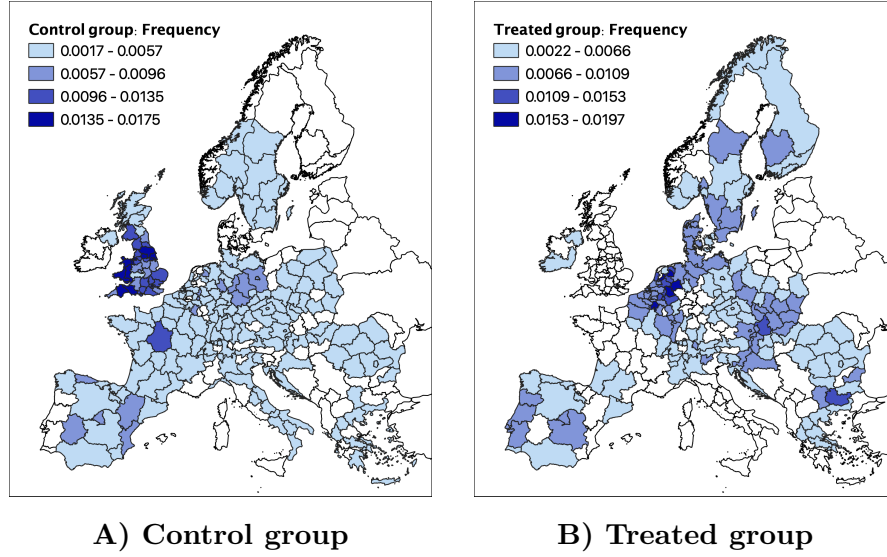 Control group: Frequency
0.0017 - 0.0057
0.0057 - 0.0096
0.0096 - 0.0135
0.0135 - 0.0175
Treated group: Frequency
0.0022 - 0.0066
0.0066 - 0.0109
0.0109 - 0.0153
0.0153 - 0.0197
A) Control group
B) Treated group